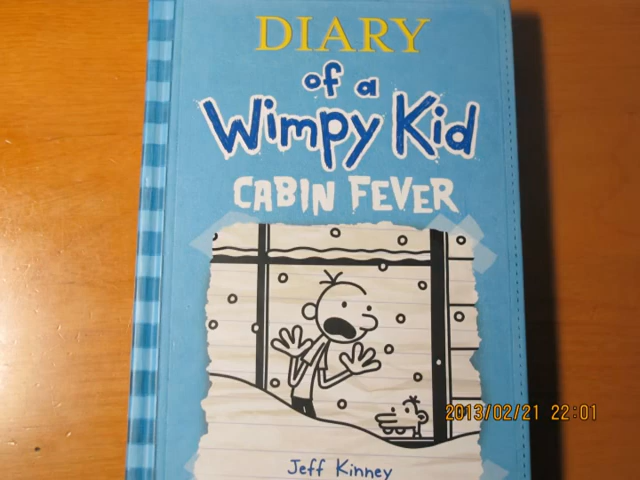 DIARY
of a
Wimpy Kid
CABIN FEVER
2013/02/21 22:01
Jeff Kinney